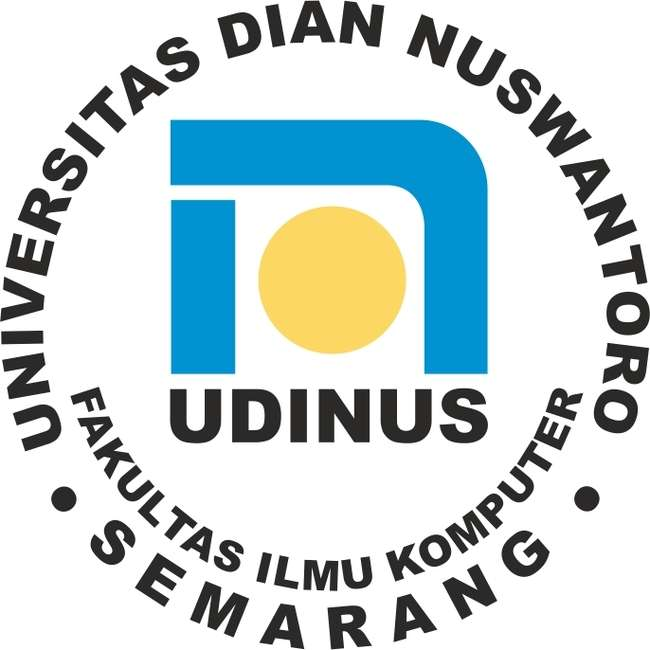 UNIVERSITAS DIAN NUSWANTORO
UDINUS
FAKULTAS ILMU KOMPUTER
• SEMARANG •